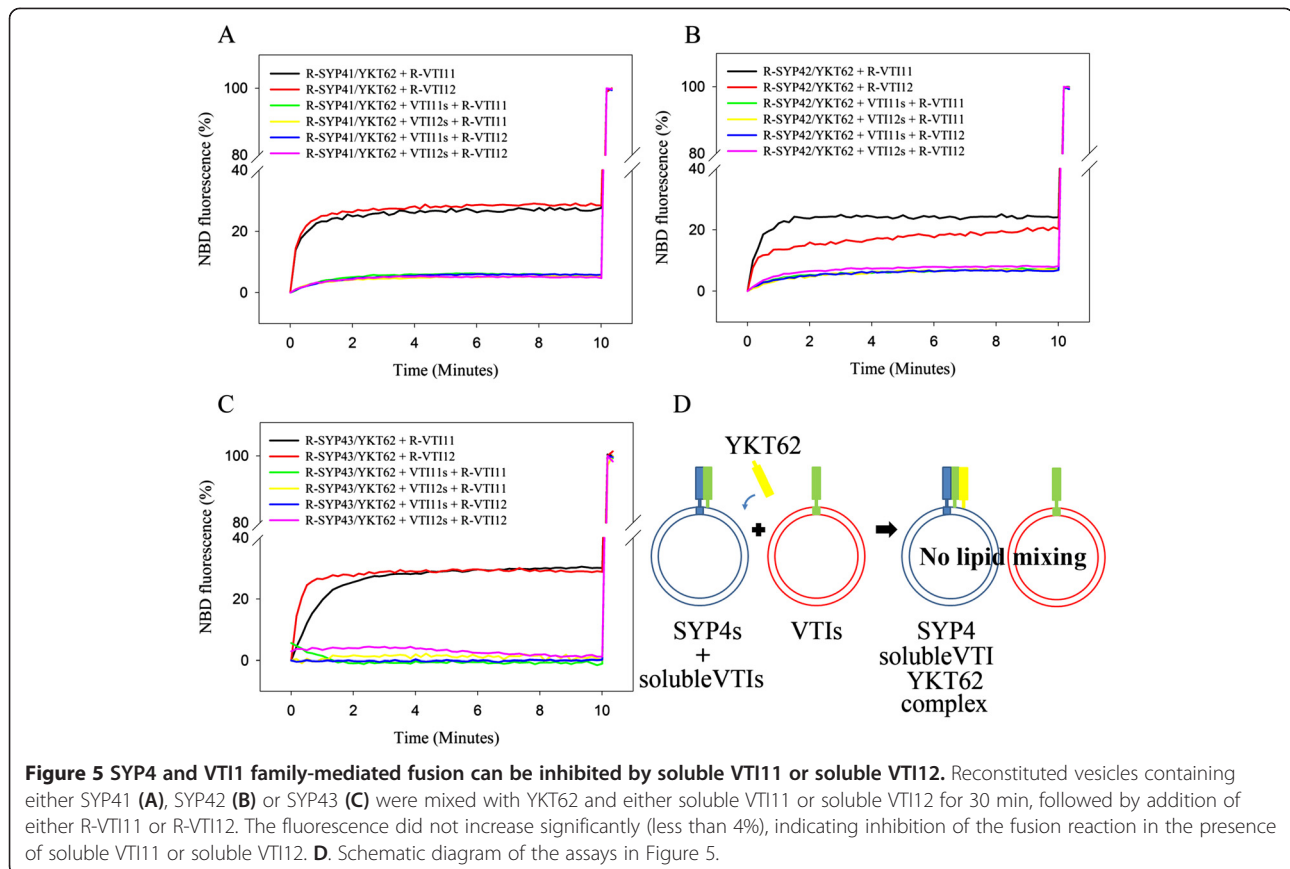 A
R-SYP41/YKT62 + R-VTI11
R-SYP41/YKT62 + R-VTI12
R-SYP41/YKT62 + VTI11s + R-VTI11
R-SYP41/YKT62 + VTI12s + R-VTI11
R-SYP41/YKT62 + VTI11s + R-VTI12
R-SYP41/YKT62 + VTI12s + R-VTI12
NBD fluorescence (%)
100
80
40
20
0
0 2 4 6 8 10
Time (Minutes)
B
R-SYP42/YKT62 + R-VTI11
R-SYP42/YKT62 + R-VTI12
R-SYP42/YKT62 + VTI11s + R-VTI11
R-SYP42/YKT62 + VTI12s + R-VTI11
R-SYP42/YKT62 + VTI11s + R-VTI12
R-SYP42/YKT62 + VTI12s + R-VTI12
NBD fluorescence (%)
100
80
40
20
0
0 2 4 6 8 10
Time (Minutes)
C
R-SYP43/YKT62 + R-VTI11
R-SYP43/YKT62 + R-VTI12
R-SYP43/YKT62 + VTI11s + R-VTI11
R-SYP43/YKT62 + VTI12s + R-VTI11
R-SYP43/YKT62 + VTI11s + R-VTI12
R-SYP43/YKT62 + VTI12s + R-VTI12
NBD fluorescence (%)
100
80
40
20
0
0 2 4 6 8 10
Time (Minutes)
D
YKT62
No lipid mixing
SYP4s
+
solubleVTIs
VTIs
SYP4
solubleVTI
YKT62
complex
Figure 5 SYP4 and VTI1 family-mediated fusion can be inhibited by soluble VTI11 or soluble VTI12. Reconstituted vesicles containing
either SYP41 (A), SYP42 (B) or SYP43 (C) were mixed with YKT62 and either soluble VTI11 or soluble VTI12 for 30 min, followed by addition of
either R-VTI11 or R-VTI12. The fluorescence did not increase significantly (less than 4%), indicating inhibition of the fusion reaction in the presence
of soluble VTI11 or soluble VTI12. D. Schematic diagram of the assays in Figure 5.